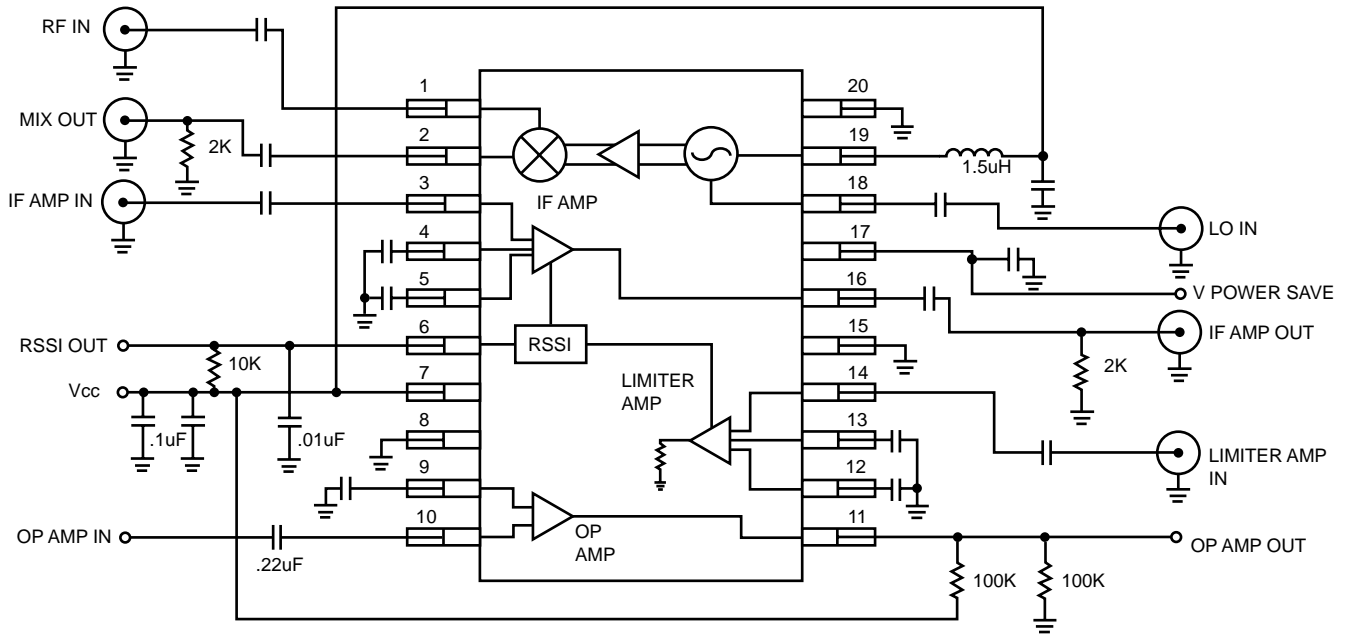 RF IN
MIX OUT
2K
IF AMP IN
RSSI OUT
10K
Vcc
.1uF
.01uF
OP AMP IN
.22uF
1
2
3
4
5
6
7
8
9
10
IF AMP
RSSI
LIMITER
AMP
OP
AMP
20
19
18
17
16
15
14
13
12
11
1.5uH
LO IN
V POWER SAVE
IF AMP OUT
2K
LIMITER AMP
IN
OP AMP OUT
100K
100K